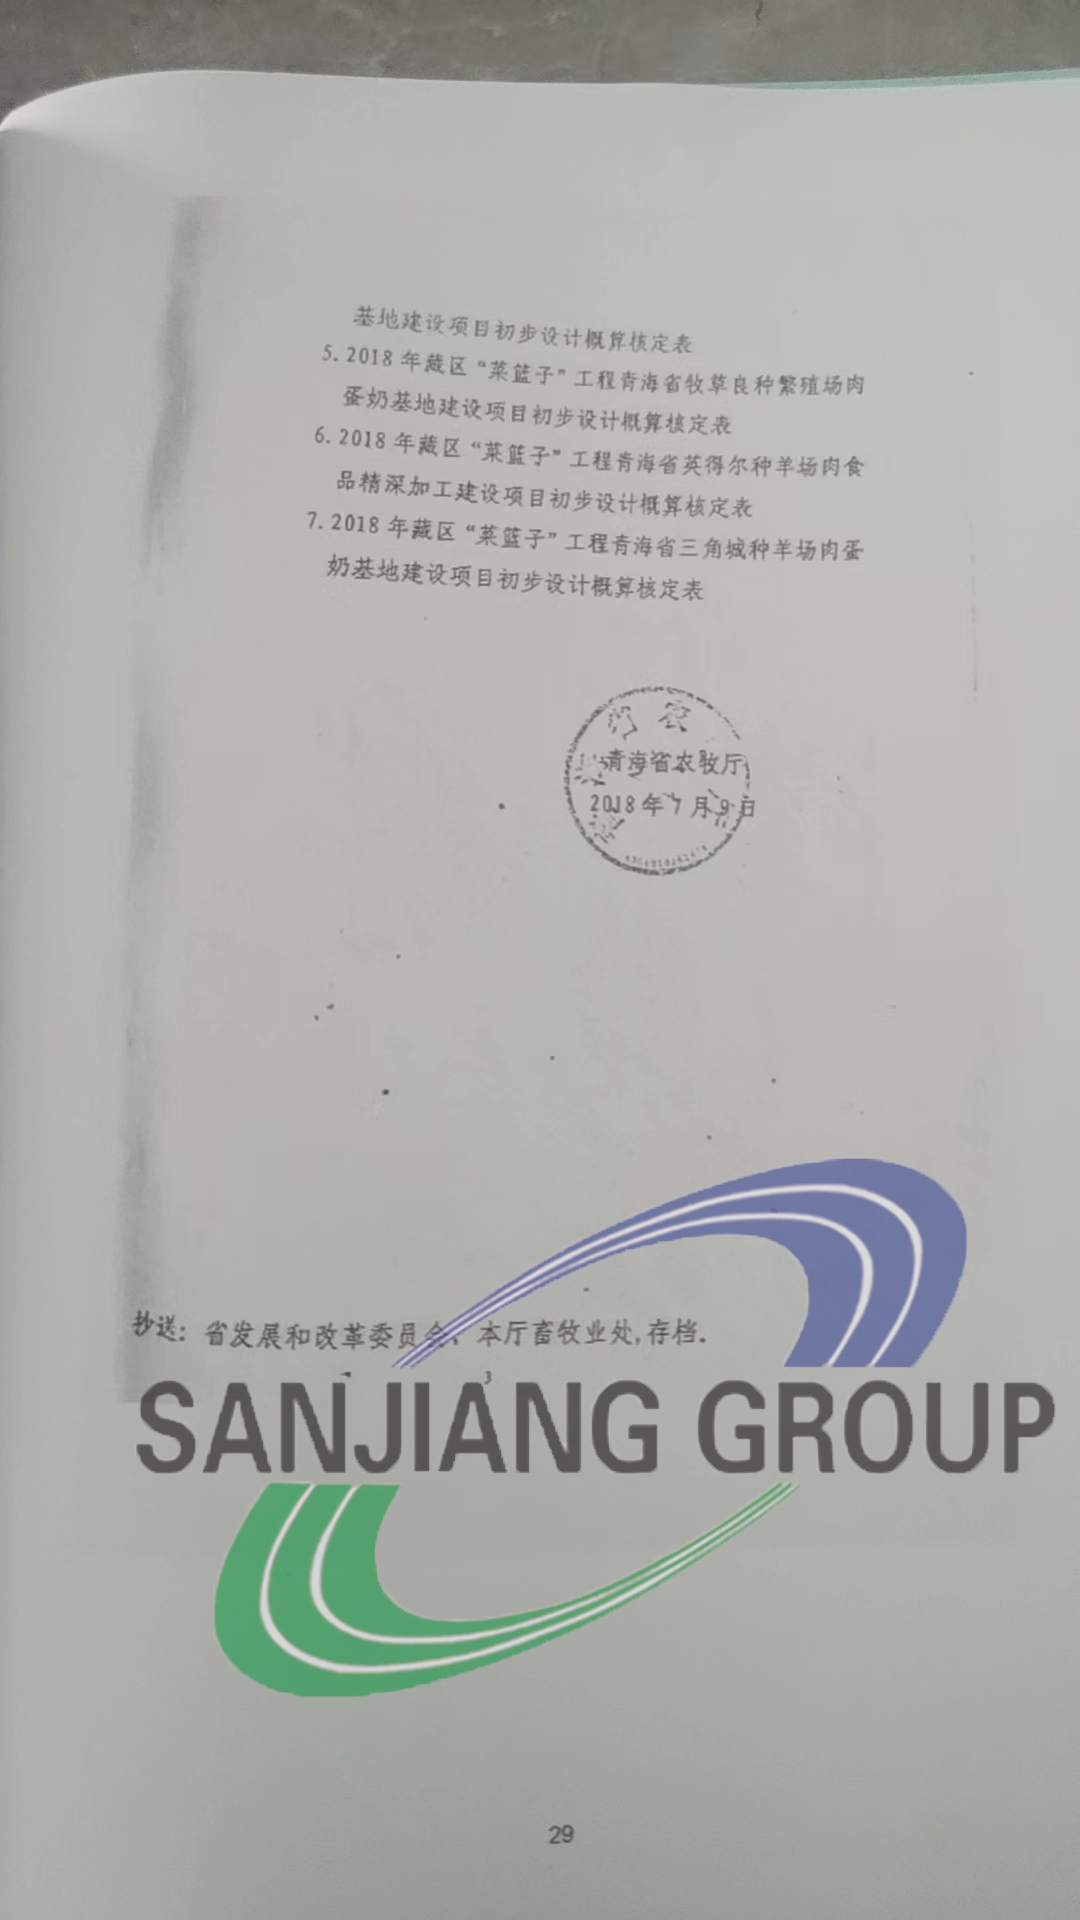 基地建设项目初步设计概算核定表
5. 2018 年藏区“菜篮子”工程青海省牧草良种繁殖场肉
蛋奶基地建设项目初步设计概算核定表
6. 2018 年藏区“菜篮子”工程青海省英得尔种羊场肉食
品精深加工建设项目初步设计概算核定表
7. 2018 年藏区“菜篮子”工程青海省三角城种羊场肉蛋
奶基地建设项目初步设计概算核定表
青海省农牧厅
2018 年 7 月 9 日
抄送：省发展和改革委员会，本厅畜牧业处,存档.
3
SANJIANG GROUP
29